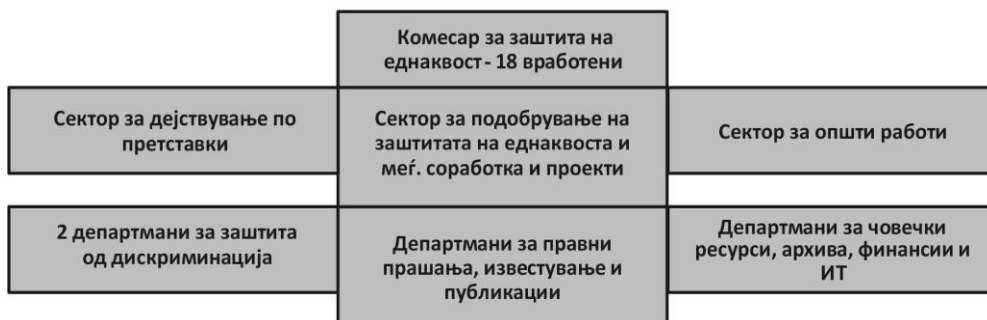 Комесар за заштита на
еднаквост - 18 вработени
Сектор за дејствување по
претставки
Сектор за подобрување на
заштитата на еднаквоста и
меѓ. соработка и проекти
Сектор за општи работи
2 департмани за заштита
од дискриминација
Департмани за правни
прашања, известување и
публикации
Департмани за човечки
ресурси, архива, финансии и
ИТ